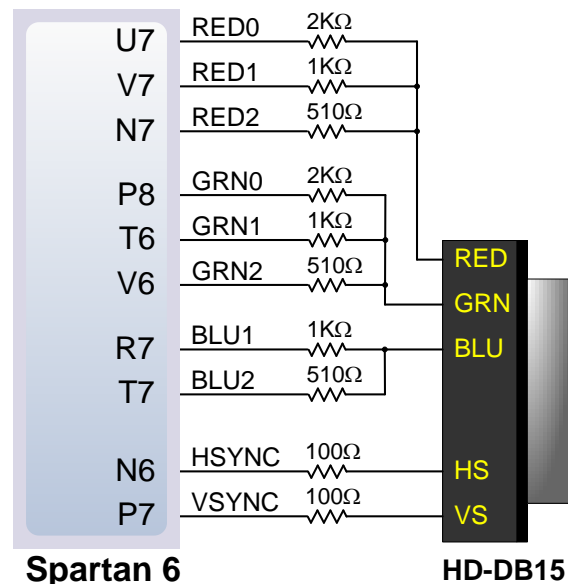 U7 RED0 2KΩ
V7 RED1 1KΩ
N7 RED2 510Ω
P8 GRN0 2KΩ
T6 GRN1 1KΩ
V6 GRN2 510Ω
RED
GRN
R7 BLU1 1KΩ BLU
T7 BLU2 510Ω
N6 HSYNC 100Ω HS
P7 VSYNC 100Ω VS
Spartan 6 HD-DB15